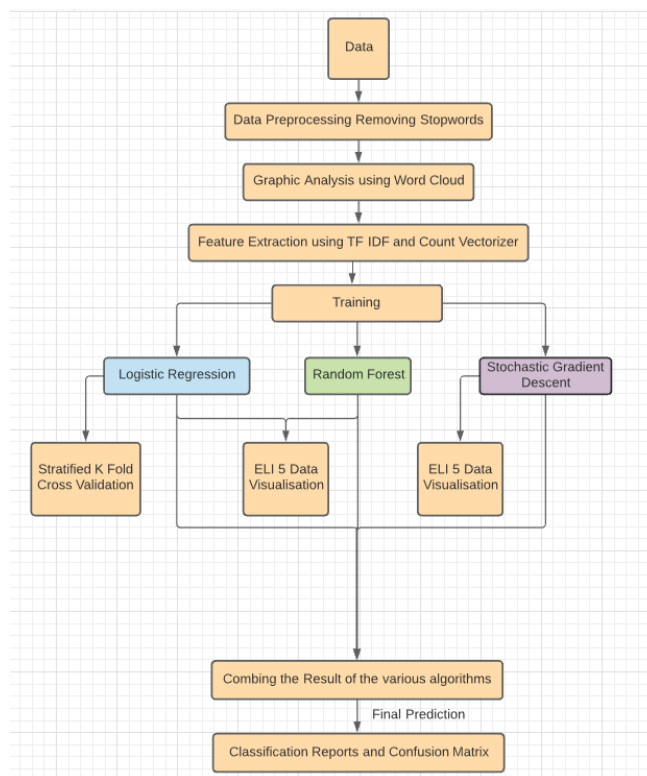 Data
Data Preprocessing Removing Stopwords
Graphic Analysis using Word Cloud
Feature Extraction using TF IDF and Count Vectorizer
Training
Logistic Regression
Random Forest
Stochastic Gradient
Descent
Stratified K Fold
Cross Validation
ELI 5 Data
Visualisation
ELI 5 Data
Visualisation
Combing the Result of the various algorithms
Final Prediction
Classification Reports and Confusion Matrix